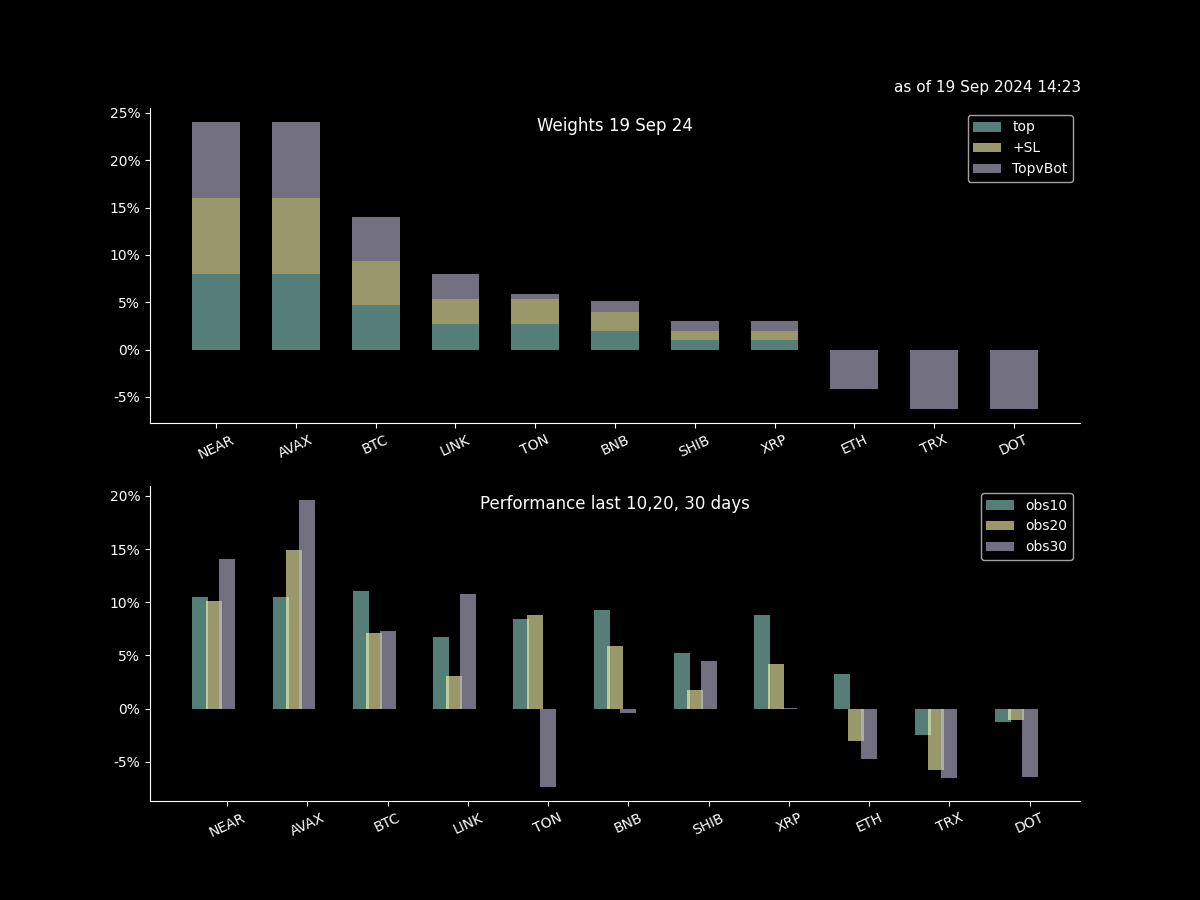 as of 19 Sep 2024 14:23
Weights 19 Sep 24
top
+SL
TopvBot
25%
20%
15%
10%
5%
0%
-5%
NEAR AVAX BTC LINK TON BNB SHIB XRP ETH TRX DOT
Performance last 10,20, 30 days
obs10
obs20
obs30
20%
15%
10%
5%
0%
-5%
NEAR AVAX BTC LINK TON BNB SHIB XRP ETH TRX DOT